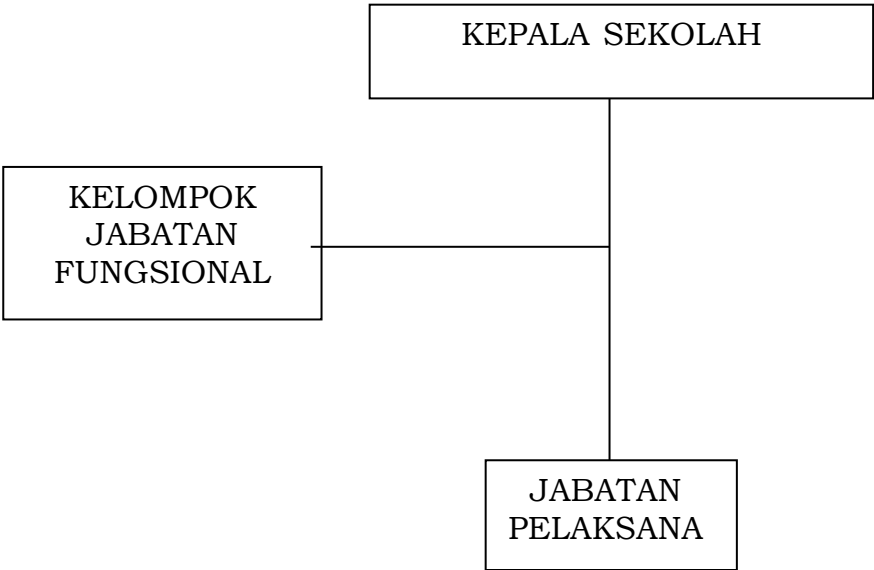 KEPALA SEKOLAH
KELOMPOK
JABATAN
FUNGSIONAL
JABATAN
PELAKSANA